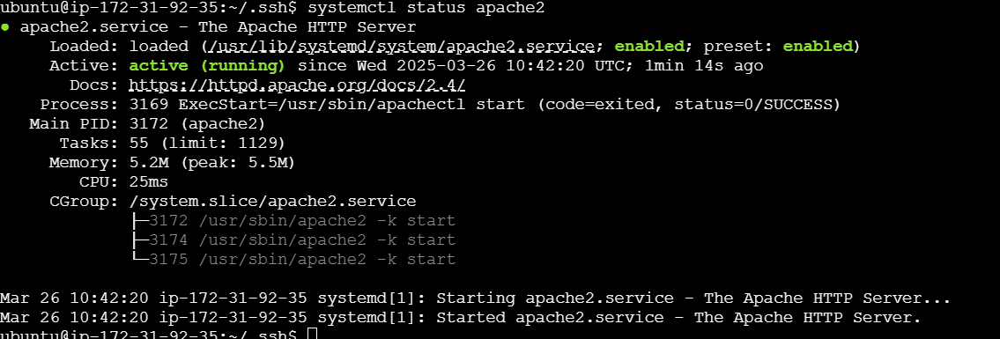 ubuntu@ip-172-31-92-35:~/.ssh$ systemctl status apache2
● apache2.service - The Apache HTTP Server
     Loaded: loaded (/usr/lib/systemd/system/apache2.service; enabled; preset: enabled)
     Active: active (running) since Wed 2025-03-26 10:42:20 UTC; 1min 14s ago
       Docs: https://httpd.apache.org/docs/2.4/
    Process: 3169 ExecStart=/usr/sbin/apachectl start (code=exited, status=0/SUCCESS)
   Main PID: 3172 (apache2)
      Tasks: 55 (limit: 1129)
     Memory: 5.2M (peak: 5.5M)
        CPU: 25ms
     CGroup: /system.slice/apache2.service
             ├─3172 /usr/sbin/apache2 -k start
             ├─3174 /usr/sbin/apache2 -k start
             └─3175 /usr/sbin/apache2 -k start

Mar 26 10:42:20 ip-172-31-92-35 systemd[1]: Starting apache2.service - The Apache HTTP Server...
Mar 26 10:42:20 ip-172-31-92-35 systemd[1]: Started apache2.service - The Apache HTTP Server.
ubuntu@ip-172-31-92-35:~/.ssh$